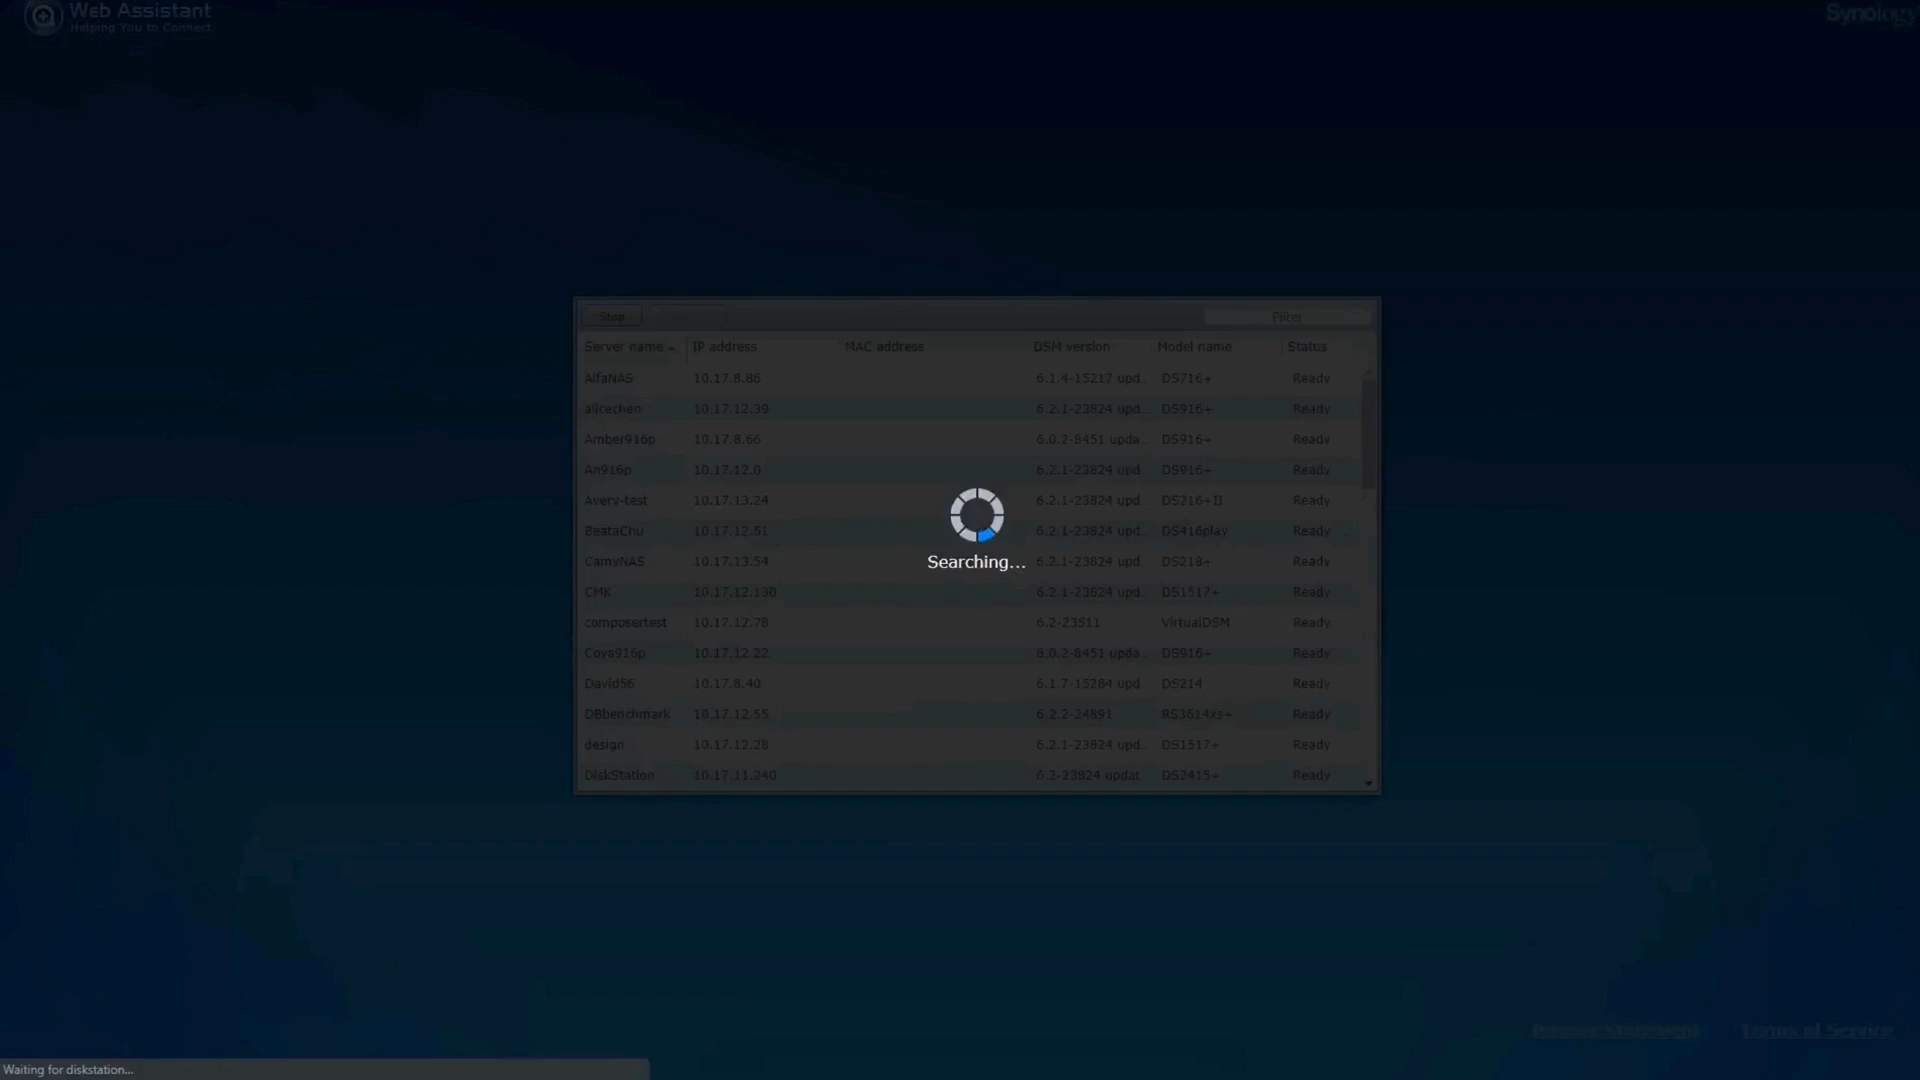 Web Assistant
Helping You to Connect
Synology
Stop
Filter
Server name IP address MAC address DSM version Model name Status
AlfaNAS 10.17.8.86 6.1.4-15217 upd... DS716+ Ready
alicechen 10.17.12.39 6.2.1-23824 upd... DS916+ Ready
Amber916p 10.17.8.66 6.0.2-8451 upda... DS916+ Ready
An916p 10.17.12.0 6.2.1-23824 upd... DS916+ Ready
Avery-test 10.17.13.24 6.2.1-23824 upd... DS216+II Ready
BeataChu 10.17.12.51 6.2.1-23824 upd... DS416play Ready
CamyNAS 10.17.13.54 6.2.1-23824 upd... DS218+ Ready
CMK 10.17.12.130 6.2.1-23824 upd... DS1517+ Ready
composertest 10.17.12.78 6.2-23511 VirtualDSM Ready
Coya916p 10.17.12.22 6.0.2-8451 upda... DS916+ Ready
David56 10.17.8.40 6.1.7-15284 upd... DS214 Ready
DBbenchmark 10.17.12.55 6.2.2-24891 RS3614xs+ Ready
design 10.17.12.28 6.2.1-23824 upd... DS1517+ Ready
DiskStation 10.17.11.240 6.2-23824 updat... DS2415+ Ready
Searching...
Privacy Statement Terms of Service
Waiting for diskstation...